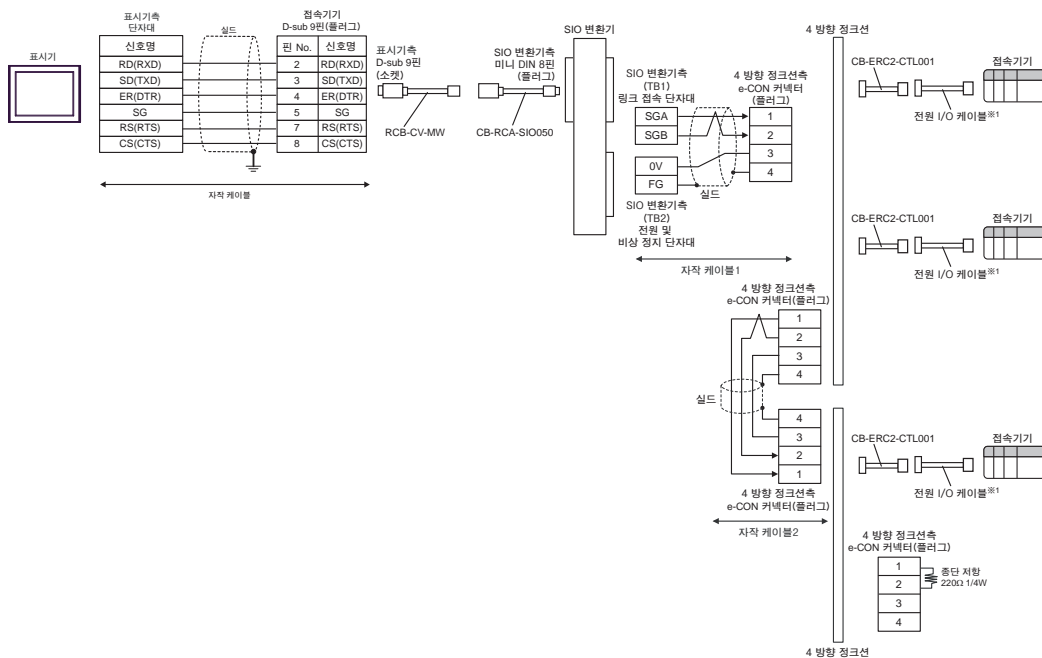 표시기
표시기측
단자대
신호명
RD(RXD)
SD(TXD)
ER(DTR)
SG
RS(RTS)
CS(CTS)
실드
접속기기
D-sub 9핀(플러그)
핀 No. 신호명
2 RD(RXD)
3 SD(TXD)
4 ER(DTR)
5 SG
7 RS(RTS)
8 CS(CTS)
자작 케이블
표시기측
D-sub 9핀
(소켓)
RCB-CV-MW
SIO 변환기측
미니 DIN 8핀
(플러그)
CB-RCA-SIO050
SIO 변환기
SIO 변환기측
(TB1)
링크 접속 단자대
SGA
SGB
0V
FG
SIO 변환기측
(TB2)
전원 및
비상 정지 단자대
실드
4 방향 정크션측
e-CON 커넥터
(플러그)
1
2
3
4
자작 케이블1
4 방향 정크션
CB-ERC2-CTL001
전원 I/O 케이블※1
접속기기
CB-ERC2-CTL001
전원 I/O 케이블※1
접속기기
4 방향 정크션측
e-CON 커넥터(플러그)
1
2
3
4
실드
4
3
2
1
4 방향 정크션측
e-CON 커넥터(플러그)
자작 케이블2
CB-ERC2-CTL001
전원 I/O 케이블※1
접속기기
4 방향 정크션측
e-CON 커넥터(플러그)
1
2
3
4
종단 저항
220Ω 1/4W
4 방향 정크션